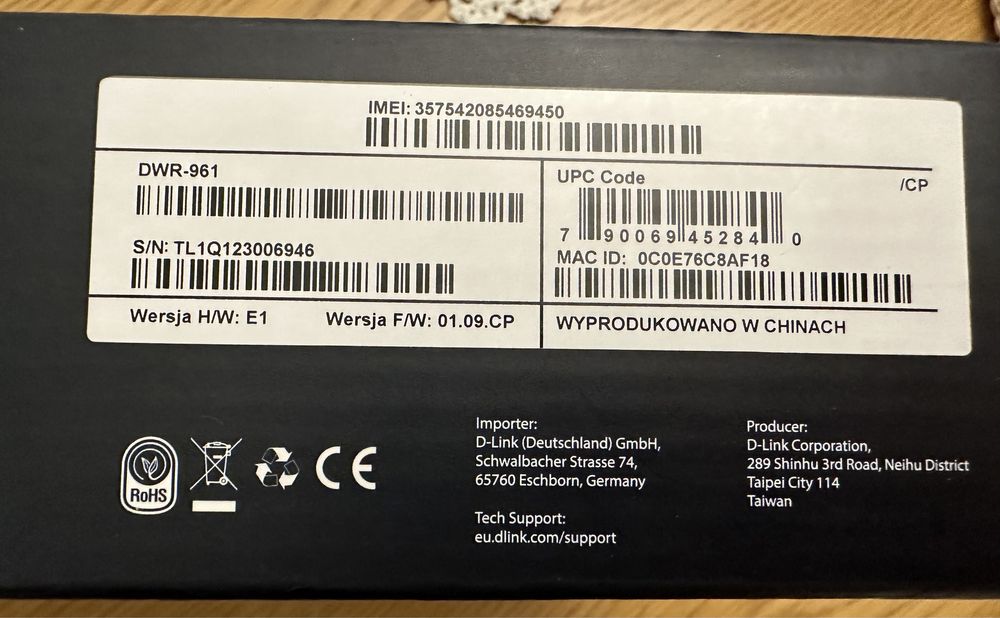 IMEI: 357542085469450
DWR-961
S/N: TL1Q123006946
Wersja H/W: E1
Wersja F/W: 01.09.CP
UPC Code
/CP
7 90069 45284 0
MAC ID: 0C0E76C8AF18
WYPRODUKOWANO W CHINACH
RoHS
CE
Importer:
D-Link (Deutschland) GmbH,
Schwalbacher Strasse 74,
65760 Eschborn, Germany
Tech Support:
eu.dlink.com/support
Producer:
D-Link Corporation,
289 Shinhu 3rd Road, Neihu District
Taipei City 114
Taiwan